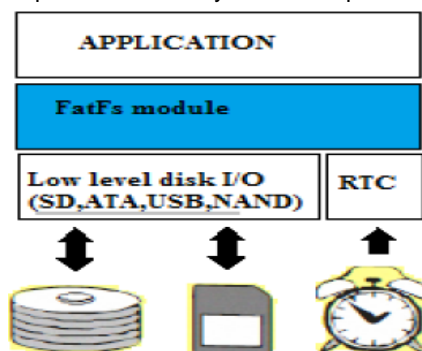 APPLICATION
FatFs module
Low level disk I/O
(SD,ATA,USB,NAND)
RTC